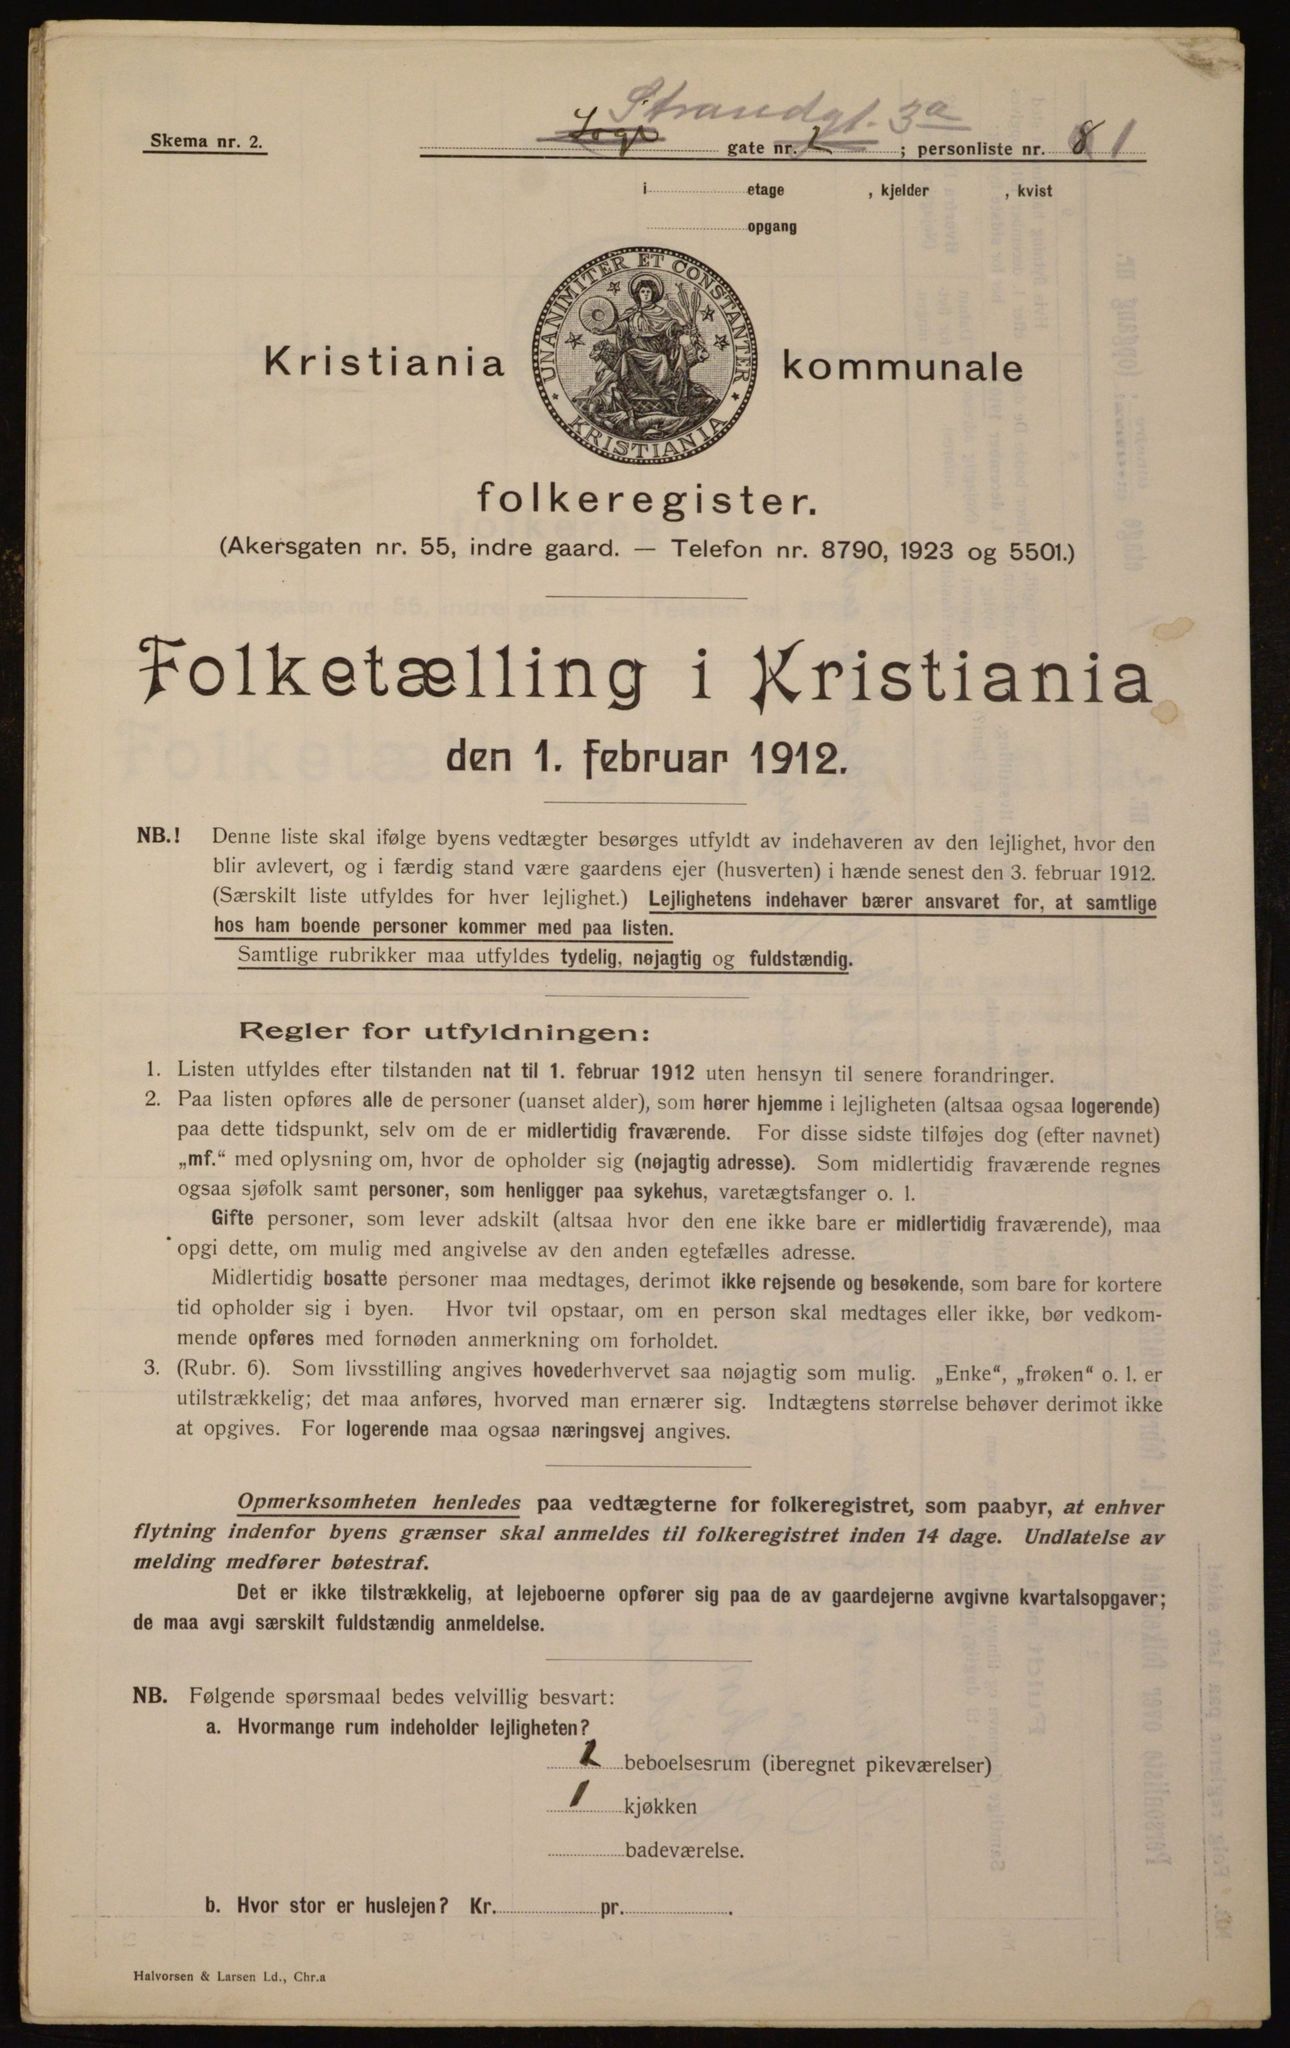 Strandgt. 3a
Skema nr. 2.
Loge gate nr. 2 ; personliste nr. 8 1
i etage , kjelder , kvist
opgang
UNANIMITER ET CONSTANTER
KRISTIANIA
Kristiania kommunale
folkeregister.
(Akersgaten nr. 55, indre gaard. — Telefon nr. 8790, 1923 og 5501.)
Folketælling i Kristiania
den 1. februar 1912.
NB.! Denne liste skal ifølge byens vedtægter besørges utfyldt av indehaveren av den lejlighet, hvor den
blir avlevert, og i færdig stand være gaardens ejer (husverten) i hænde senest den 3. februar 1912.
(Særskilt liste utfyldes for hver lejlighet.) Lejlighetens indehaver bærer ansvaret for, at samtlige
hos ham boende personer kommer med paa listen.
Samtlige rubrikker maa utfyldes tydelig, nøjagtig og fuldstændig.
Regler for utfyldningen:
1. Listen utfyldes efter tilstanden nat til 1. februar 1912 uten hensyn til senere forandringer.
2. Paa listen opføres alle de personer (uanset alder), som hører hjemme i lejligheten (altsaa ogsaa logerende)
paa dette tidspunkt, selv om de er midlertidig fraværende. For disse sidste tilføjes dog (efter navnet)
„mf.“ med oplysning om, hvor de opholder sig (nøjagtig adresse). Som midlertidig fraværende regnes
ogsaa sjøfolk samt personer, som henligger paa sykehus, varetægtsfanger o. l.
Gifte personer, som lever adskilt (altsaa hvor den ene ikke bare er midlertidig fraværende), maa
opgi dette, om mulig med angivelse av den anden egtefælles adresse.
Midlertidig bosatte personer maa medtages, derimot ikke rejsende og besøkende, som bare for kortere
tid opholder sig i byen. Hvor tvil opstaar, om en person skal medtages eller ikke, bør vedkom-
mende opføres med fornøden anmerkning om forholdet.
3. (Rubr. 6). Som livsstilling angives hovederhvervet saa nøjagtig som mulig. „Enke“, „frøken“ o. l. er
utilstrækkelig; det maa anføres, hvorved man ernærer sig. Indtægtens størrelse behøver derimot ikke
at opgives. For logerende maa ogsaa næringsvej angives.
Opmerksomheten henledes paa vedtægterne for folkeregistret, som paabyr, at enhver
flytning indenfor byens grænser skal anmeldes til folkeregistret inden 14 dage. Undlatelse av
melding medfører bøtestraf.
Det er ikke tilstrækkelig, at lejeboerne opfører sig paa de av gaardejerne avgivne kvartalsopgaver;
de maa avgi særskilt fuldstændig anmeldelse.
NB. Følgende spørsmaal bedes velvillig besvart:
a. Hvormange rum indeholder lejligheten?
2 beboelsesrum (iberegnet pikeværelser)
1 kjøkken
badeværelse.
b. Hvor stor er huslejen? Kr. pr. .
Halvorsen & Larsen Ld., Chr.a